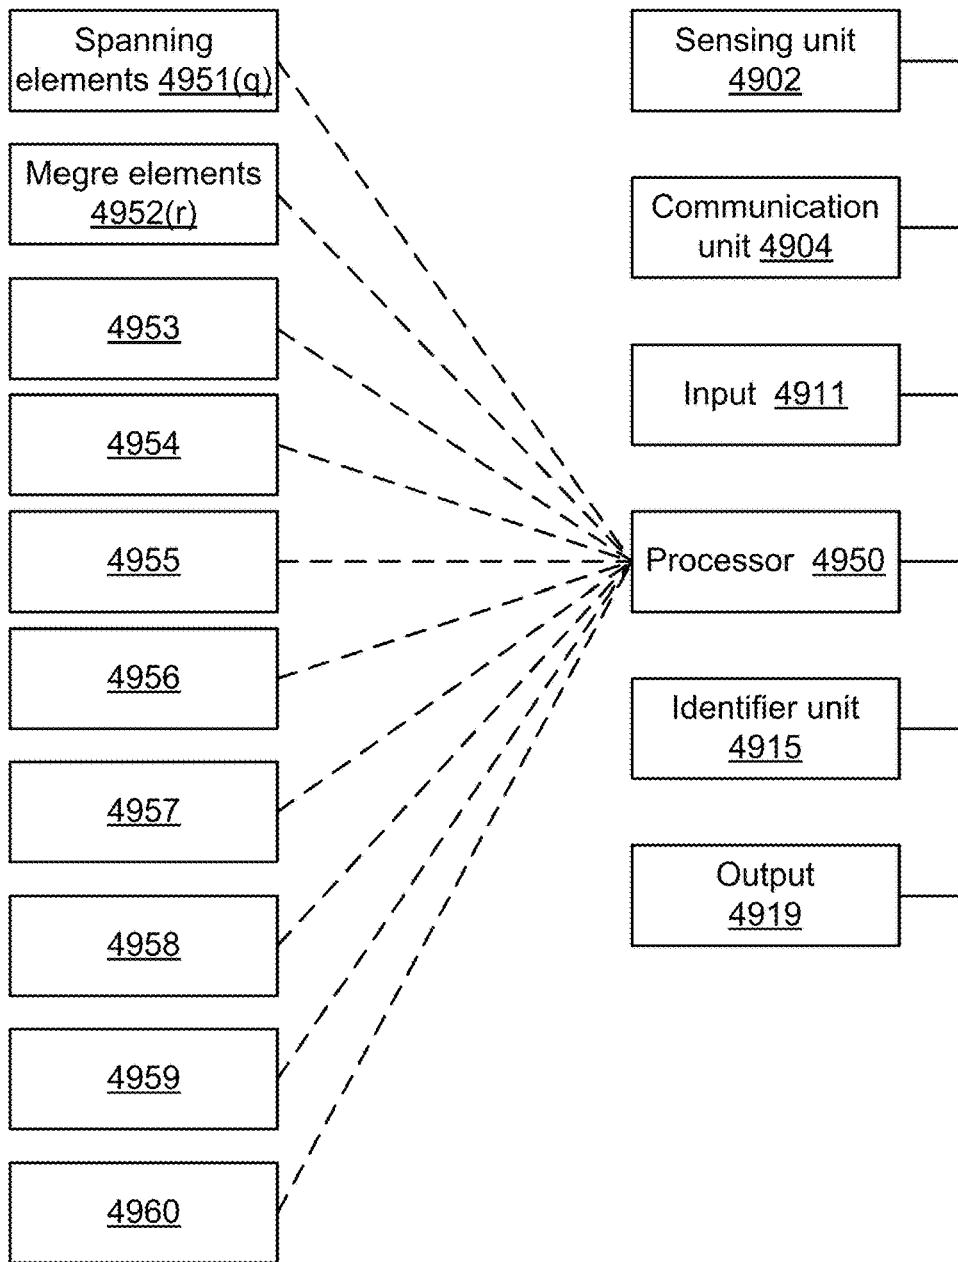 Spanning
elements 4951(q)
Megre elements
4952(r)
4953
4954
4955
4956
4957
4958
4959
4960
Sensing unit
4902
Communication
unit 4904
Input 4911
Processor 4950
Identifier unit
4915
Output
4919